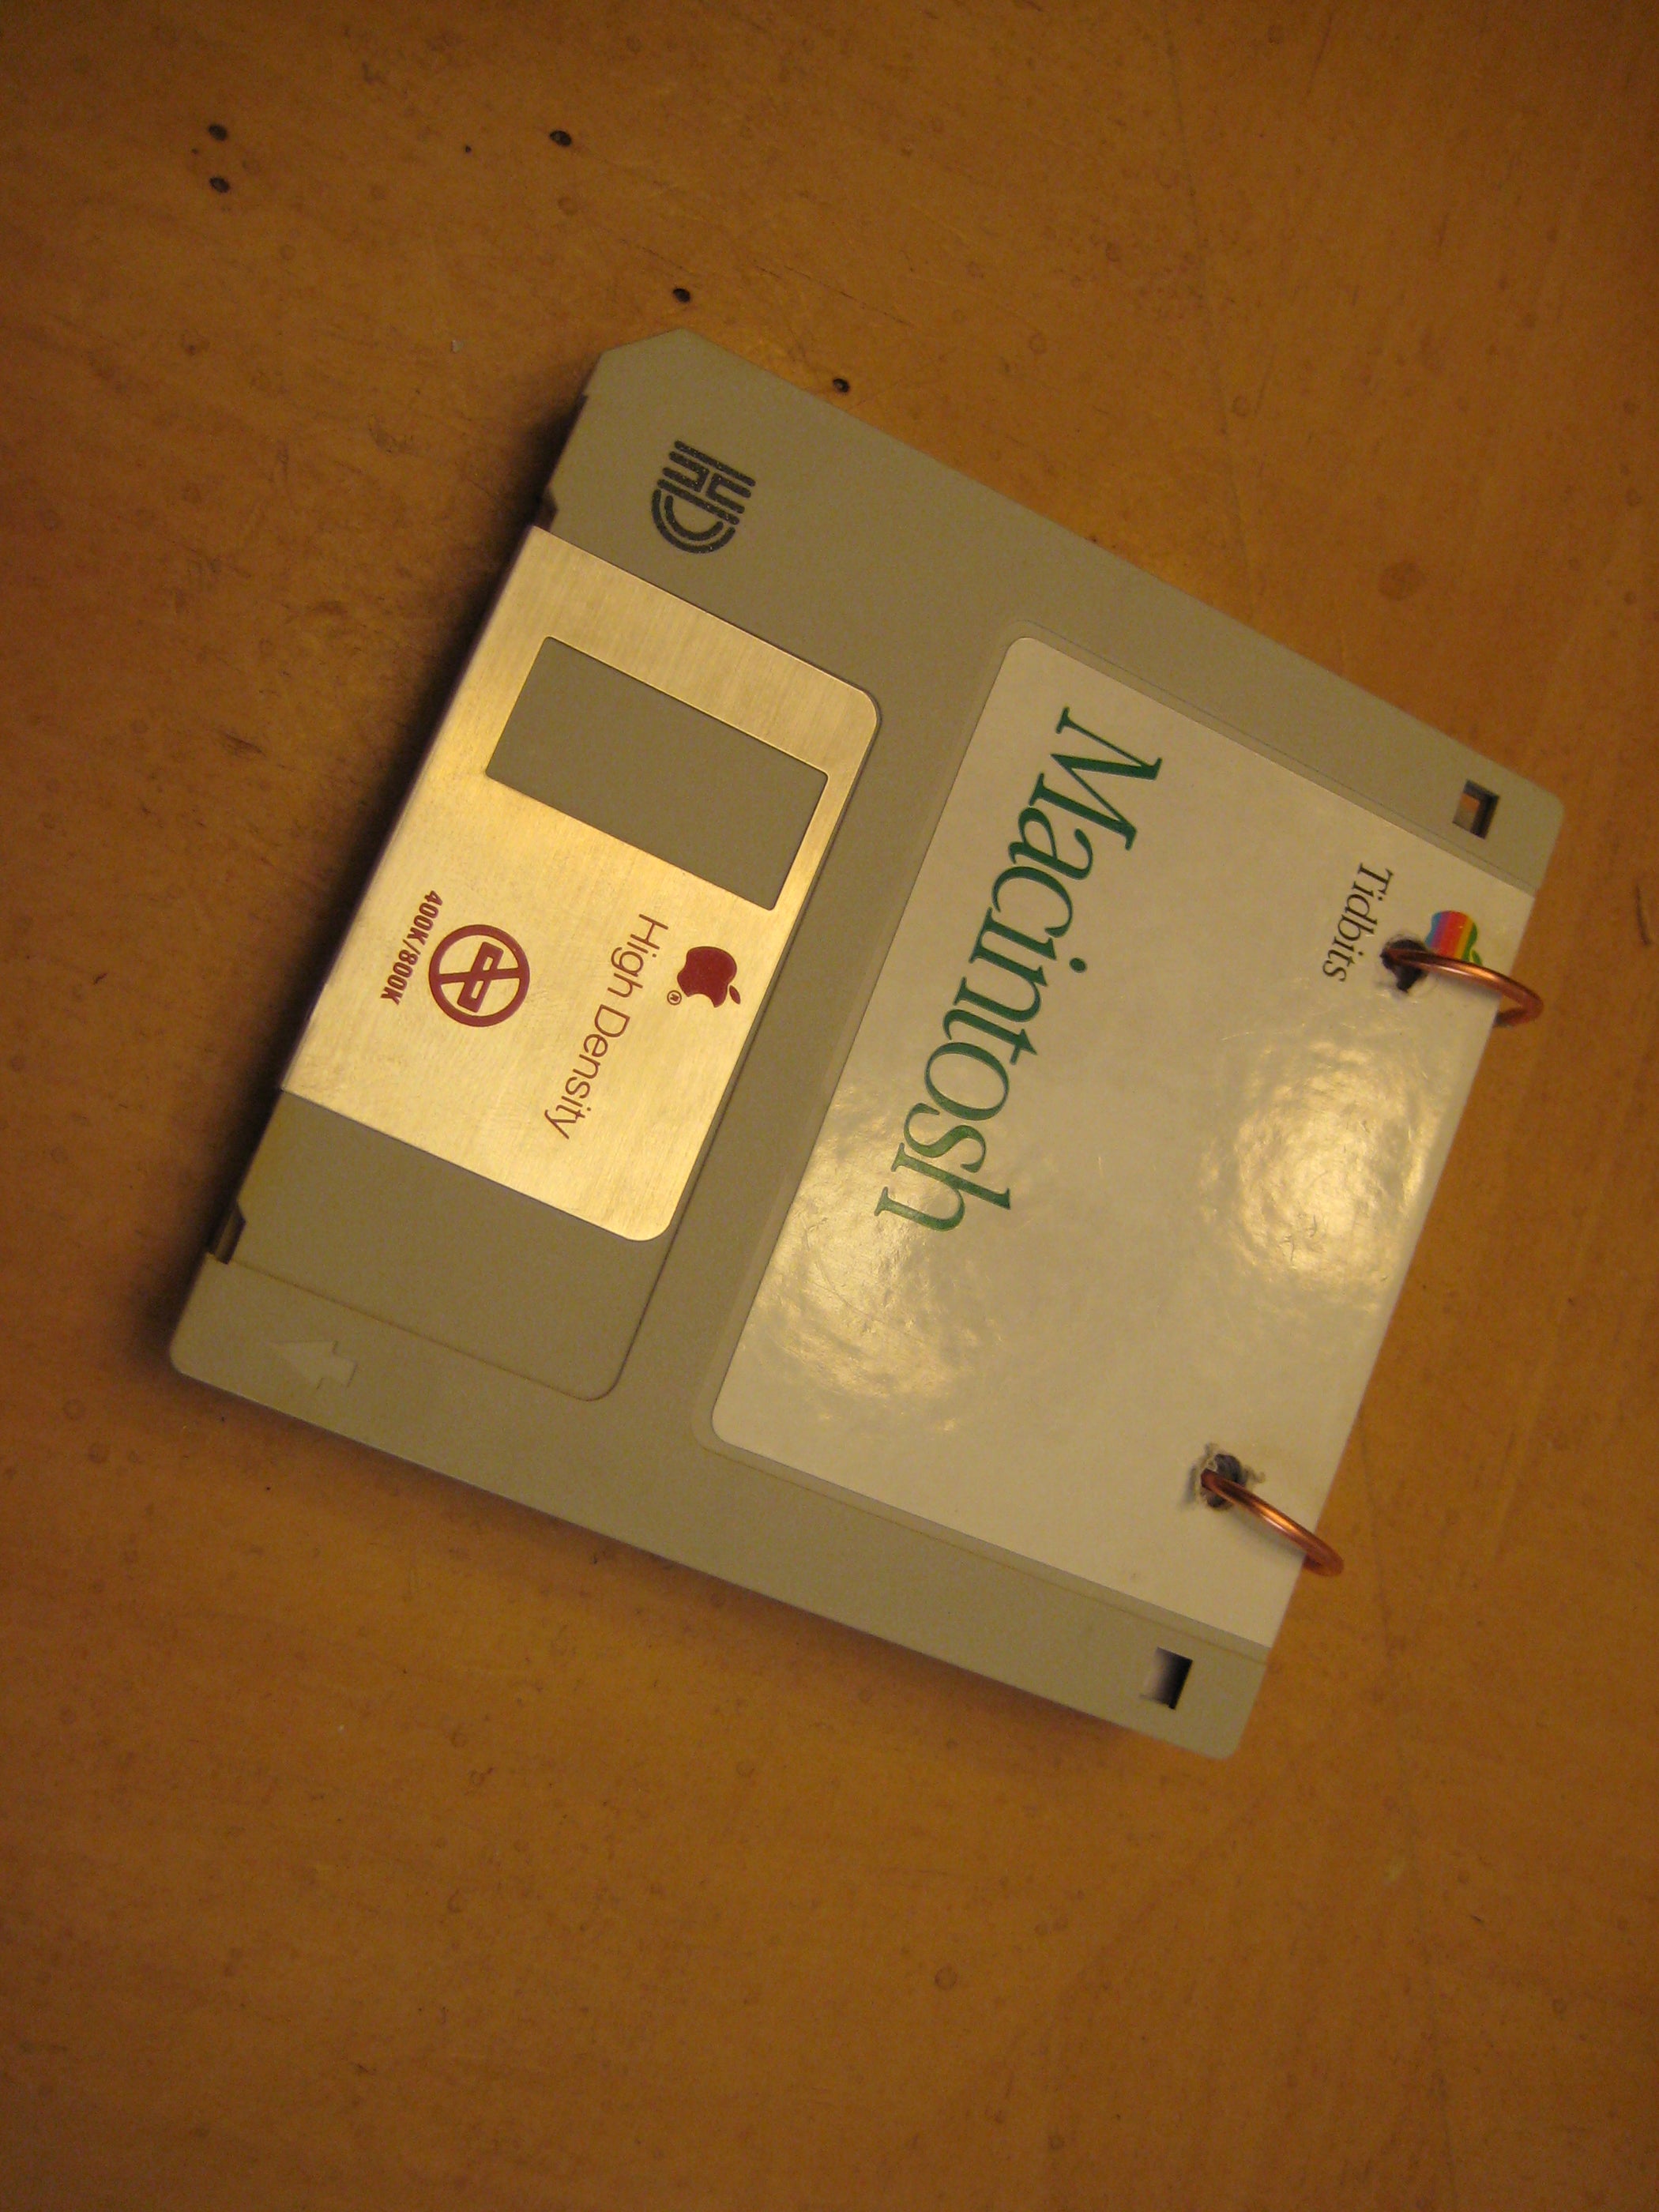 Tidbits
Macintosh
®
High Density
400K/800K
HD